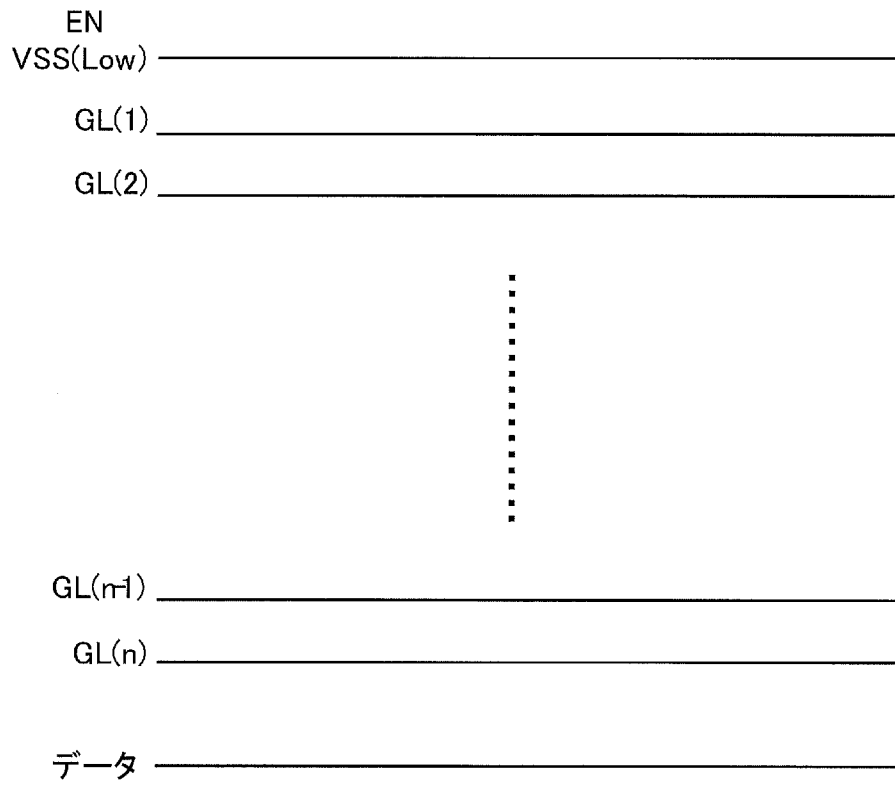 EN
VSS(Low)
GL(1)
GL(2)
GL(n-1)
GL(n)
データ